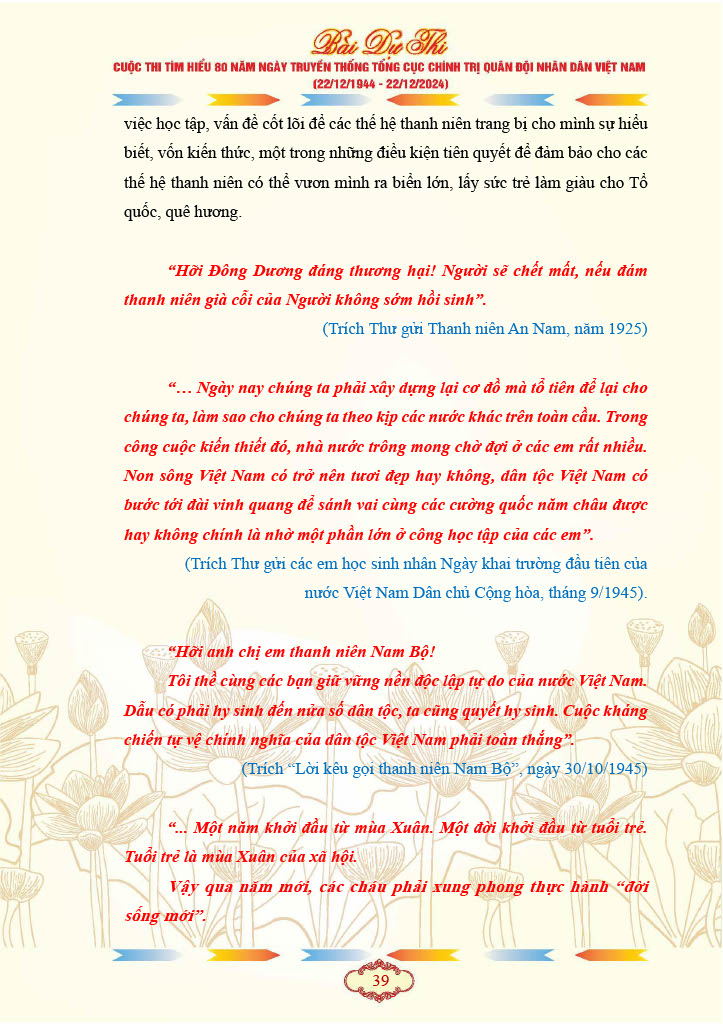 Bài Dự Thi
CUỘC THI TÌM HIỂU 80 NĂM NGÀY TRUYỀN THỐNG TỔNG CỤC CHÍNH TRỊ QUÂN ĐỘI NHÂN DÂN VIỆT NAM
(22/12/1944 - 22/12/2024)
việc học tập, vấn đề cốt lõi để các thế hệ thanh niên trang bị cho mình sự hiểu
biết, vốn kiến thức, một trong những điều kiện tiên quyết để đảm bảo cho các
thế hệ thanh niên có thể vươn mình ra biển lớn, lấy sức trẻ làm giàu cho Tổ
quốc, quê hương.
“Hỡi Đông Dương đáng thương hại! Người sẽ chết mất, nếu đám
thanh niên già cỗi của Người không sớm hồi sinh”.
(Trích Thư gửi Thanh niên An Nam, năm 1925)
“… Ngày nay chúng ta phải xây dựng lại cơ đồ mà tổ tiên để lại cho
chúng ta, làm sao cho chúng ta theo kịp các nước khác trên toàn cầu. Trong
công cuộc kiến thiết đó, nhà nước trông mong chờ đợi ở các em rất nhiều.
Non sông Việt Nam có trở nên tươi đẹp hay không, dân tộc Việt Nam có
bước tới đài vinh quang để sánh vai cùng các cường quốc năm châu được
hay không chính là nhờ một phần lớn ở công học tập của các em”.
(Trích Thư gửi các em học sinh nhân Ngày khai trường đầu tiên của
nước Việt Nam Dân chủ Cộng hòa, tháng 9/1945).
“Hỡi anh chị em thanh niên Nam Bộ!
Tôi thề cùng các bạn giữ vững nền độc lập tự do của nước Việt Nam.
Dẫu có phải hy sinh đến nửa số dân tộc, ta cũng quyết hy sinh. Cuộc kháng
chiến tự vệ chính nghĩa của dân tộc Việt Nam phải toàn thắng”.
(Trích “Lời kêu gọi thanh niên Nam Bộ”, ngày 30/10/1945)
“... Một năm khởi đầu từ mùa Xuân. Một đời khởi đầu từ tuổi trẻ.
Tuổi trẻ là mùa Xuân của xã hội.
Vậy qua năm mới, các cháu phải xung phong thực hành “đời
sống mới”.
39